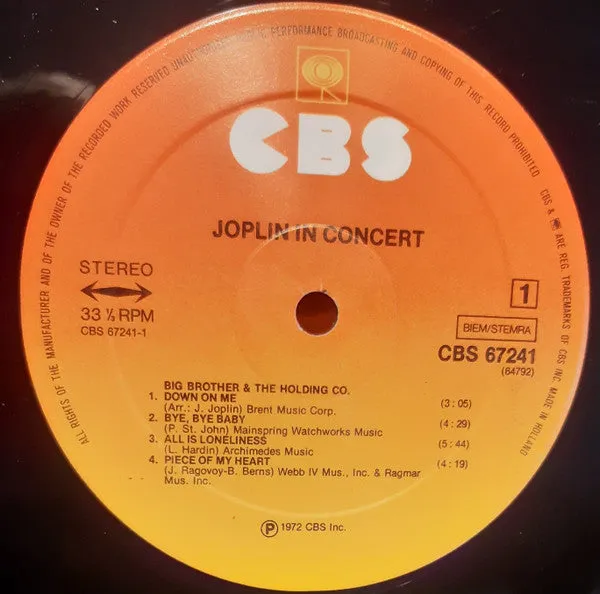 ALL RIGHTS OF THE MANUFACTURER AND OF THE OWNER OF THE RECORDED WORK RESERVED PERFORMANCE BROADCASTING AND COPYING OF THIS RECORD PROHIBITED
CBS & ARE REG. TRADEMARKS OF CBS INC. MADE IN HOLLAND
CBS
JOPLIN IN CONCERT
STEREO
33 ⅓ RPM
CBS 67241-1
1
BIEM/STEMRA
CBS 67241
(64792)
BIG BROTHER & THE HOLDING CO.
1. DOWN ON ME (3:05)
(Arr.: J. Joplin) Brent Music Corp.
2. BYE, BYE BABY (4:29)
(P. St. John) Mainspring Watchworks Music
3. ALL IS LONELINESS (5:44)
(L. Hardin) Archimedes Music
4. PIECE OF MY HEART (4:19)
(J. Ragovoy-B. Berns) Webb IV Mus., Inc. & Ragmar
Mus. Inc.
℗ 1972 CBS Inc.